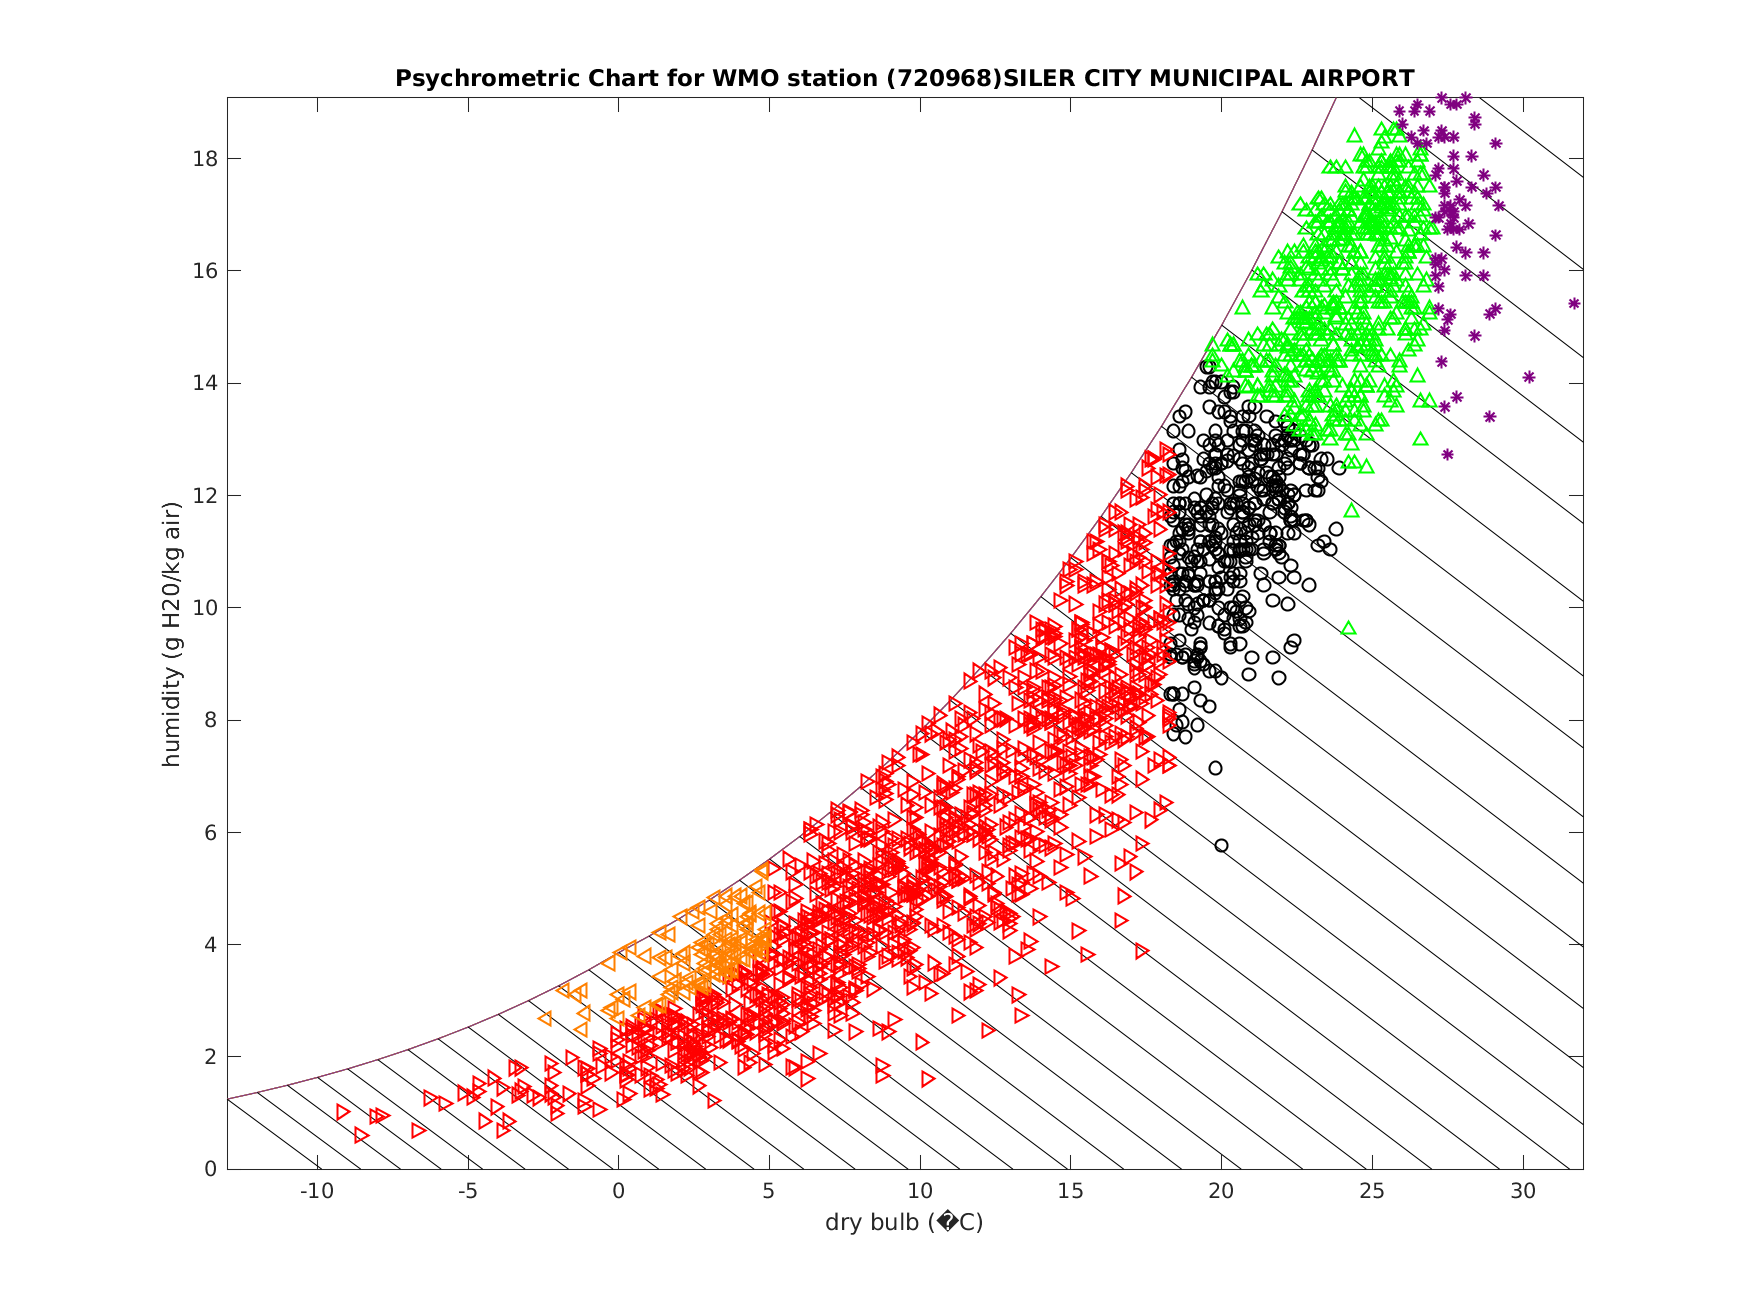 Psychrometric Chart for WMO station (720968)SILER CITY MUNICIPAL AIRPORT
humidity (g H20/kg air)
18
16
14
12
10
8
6
4
2
0
-10 -5 0 5 10 15 20 25 30
dry bulb (�C)